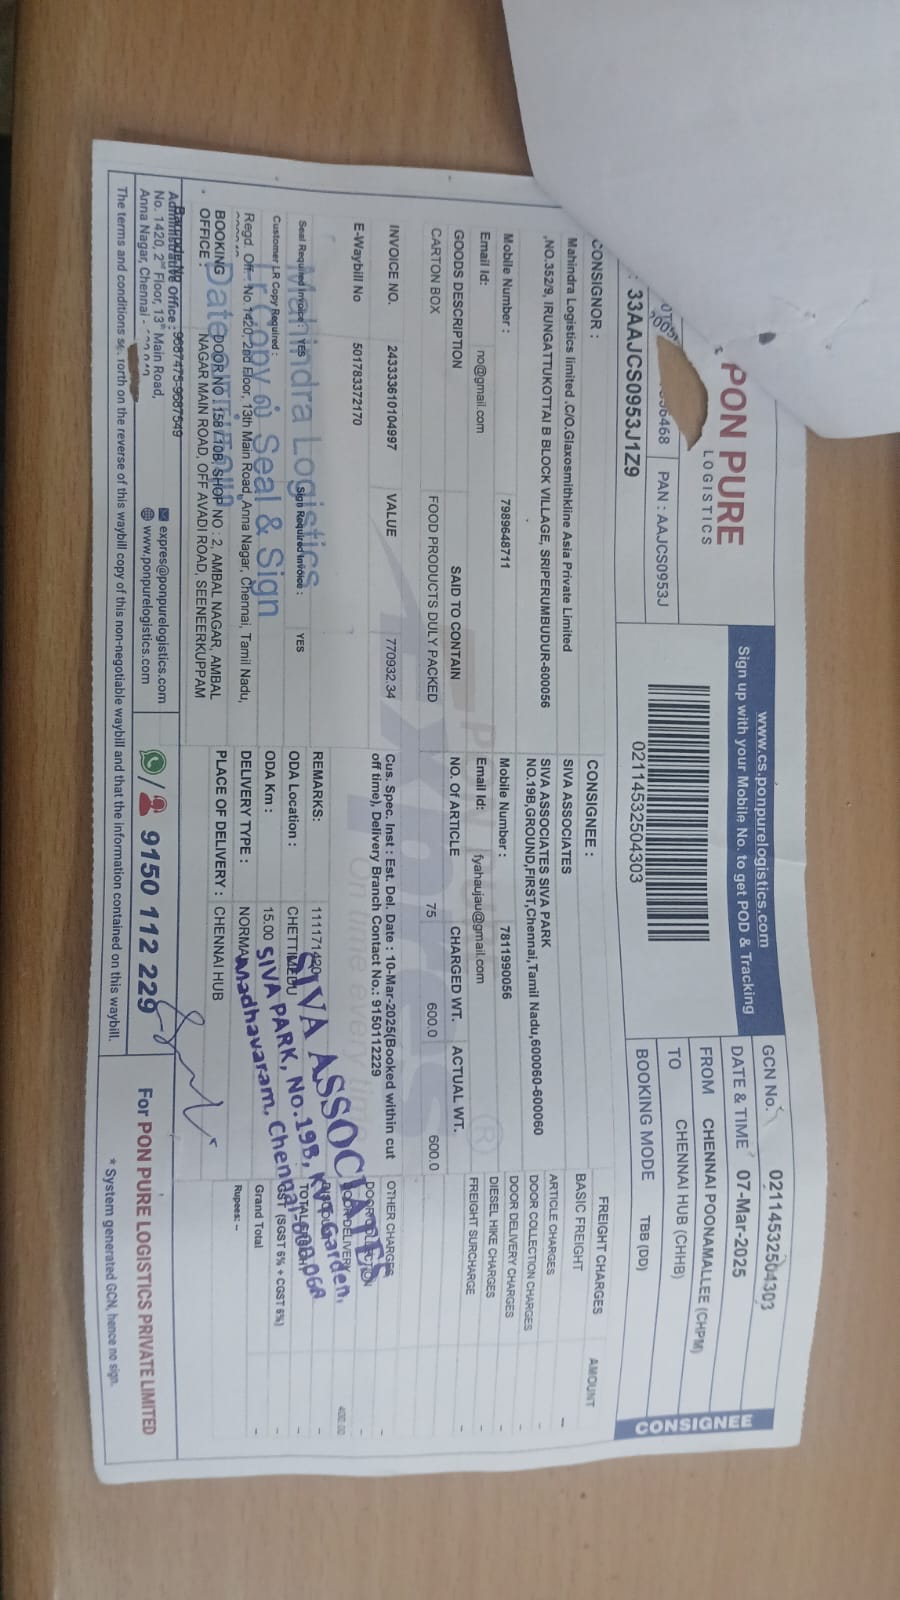 PON PURE
LOGISTICS
PAN : AAJCS0953J
: 33AAJCS0953J1Z9
www.cs.ponpurelogistics.com
Sign up with your Mobile No. to get POD & Tracking
02114532504303
GCN No. 02114532504303
DATE & TIME 07-Mar-2025
FROM CHENNAI POONAMALLEE (CHPM)
TO CHENNAI HUB (CHHB)
BOOKING MODE TBB (DD)
CONSIGNEE
CONSIGNOR :
Mahindra Logistics limited .C/O.Glaxosmithkline Asia Private Limited
,NO.352/9, IRUNGATTUKOTTAI B BLOCK VILLAGE, SRIPERUMBUDUR-600056
Mobile Number : 7989648711
Email Id: no@gmail.com
CONSIGNEE :
SIVA ASSOCIATES
SIVA ASSOCIATES SIVA PARK
NO.19B,GROUND,FIRST,Chennai,Tamil Nadu,600060-600060
Mobile Number : 7811990056
Email Id: fyahaujau@gmail.com
GOODS DESCRIPTION SAID TO CONTAIN NO. Of ARTICLE CHARGED WT. ACTUAL WT.
CARTON BOX FOOD PRODUCTS DULY PACKED 75 600.0 600.0
INVOICE NO. 243333610104997 VALUE 770932.34
E-Waybill No 501783372170
Cus. Spec. Inst : Est. Del. Date : 10-Mar-2025(Booked within cut
off time), Delivery Branch Contact No.: 9150112229
Seal Required Invoice : YES Sign Required Invoice : YES
Customer LR Copy Required :
Regd. Off:- No.1420, 2nd Floor, 13th Main Road, Anna Nagar, Chennai, Tamil Nadu,
BOOKING OFFICE : DOOR NO : 158/10B, SHOP NO : 2, AMBAL NAGAR, AMBAL
NAGAR MAIN ROAD, OFF AVADI ROAD, SEENEERKUPPAM
Mahindra Logistics
Seal & Sign
REMARKS:
ODA Location : CHETTIMEDU
ODA Km : 15.00
DELIVERY TYPE : NORMAL
PLACE OF DELIVERY : CHENNAI HUB
SIVA ASSOCIATES
SIVA PARK, No.19B, KVT Garden,
Madhavaram, Chennai-600 060
FREIGHT CHARGES AMOUNT
BASIC FREIGHT -
ARTICLE CHARGES -
DOOR COLLECTION CHARGES -
DOOR DELIVERY CHARGES -
DIESEL HIKE CHARGES -
FREIGHT SURCHARGE -
OTHER CHARGES -
GST (SGST 6% + CGST 6%) -
Grand Total -
Rupees: -
Administrative Office :
No. 1420, 2nd Floor, 13th Main Road,
Anna Nagar, Chennai -
expres@ponpurelogistics.com
www.ponpurelogistics.com
9150 112 229
For PON PURE LOGISTICS PRIVATE LIMITED
* System generated GCN, hence no sign.
The terms and conditions set forth on the reverse of this waybill copy of this non-negotiable waybill and that the information contained on this waybill.